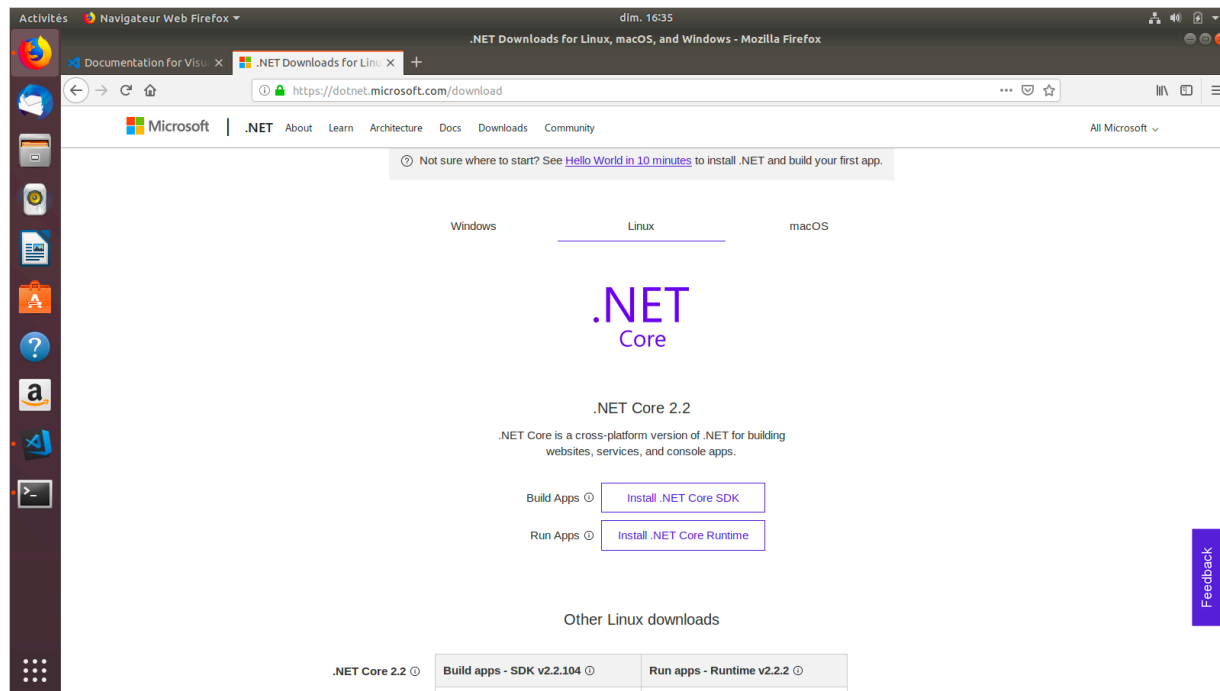 Activités Navigateur Web Firefox dim. 16:35
.NET Downloads for Linux, macOS, and Windows - Mozilla Firefox
Documentation for Visu .NET Downloads for Linu
https://dotnet.microsoft.com/download
Microsoft .NET About Learn Architecture Docs Downloads Community All Microsoft
Not sure where to start? See Hello World in 10 minutes to install .NET and build your first app.
Windows Linux macOS
.NET
Core
.NET Core 2.2
.NET Core is a cross-platform version of .NET for building
websites, services, and console apps.
Build Apps Install .NET Core SDK
Run Apps Install .NET Core Runtime
Feedback
Other Linux downloads
.NET Core 2.2 Build apps - SDK v2.2.104 Run apps - Runtime v2.2.2